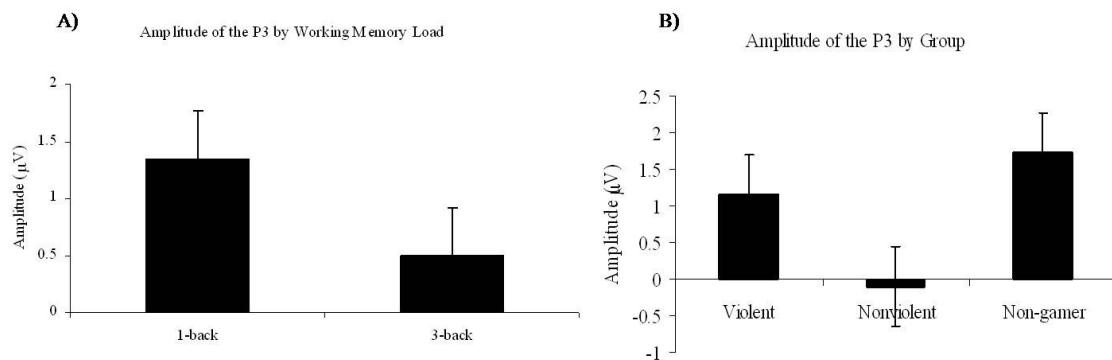 A)
Amplitude of the P3 by Working Memory Load
2
1.5
1
0.5
0
Amplitude (µV)
1-back
3-back
B)
Amplitude of the P3 by Group
2.5
2
1.5
1
0.5
0
-0.5
-1
Amplitude (µV)
Violent
Nonviolent
Non-gamer